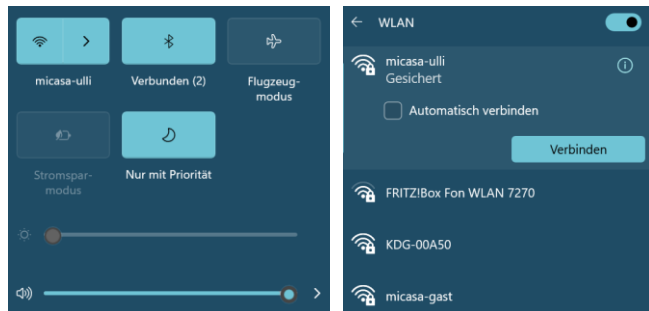 micasa-ulli
Verbunden (2)
Flugzeug-
modus
Stromspar-
modus
Nur mit Priorität
WLAN
micasa-ulli
Gesichert
Automatisch verbinden
Verbinden
FRITZ!Box Fon WLAN 7270
KDG-00A50
micasa-gast